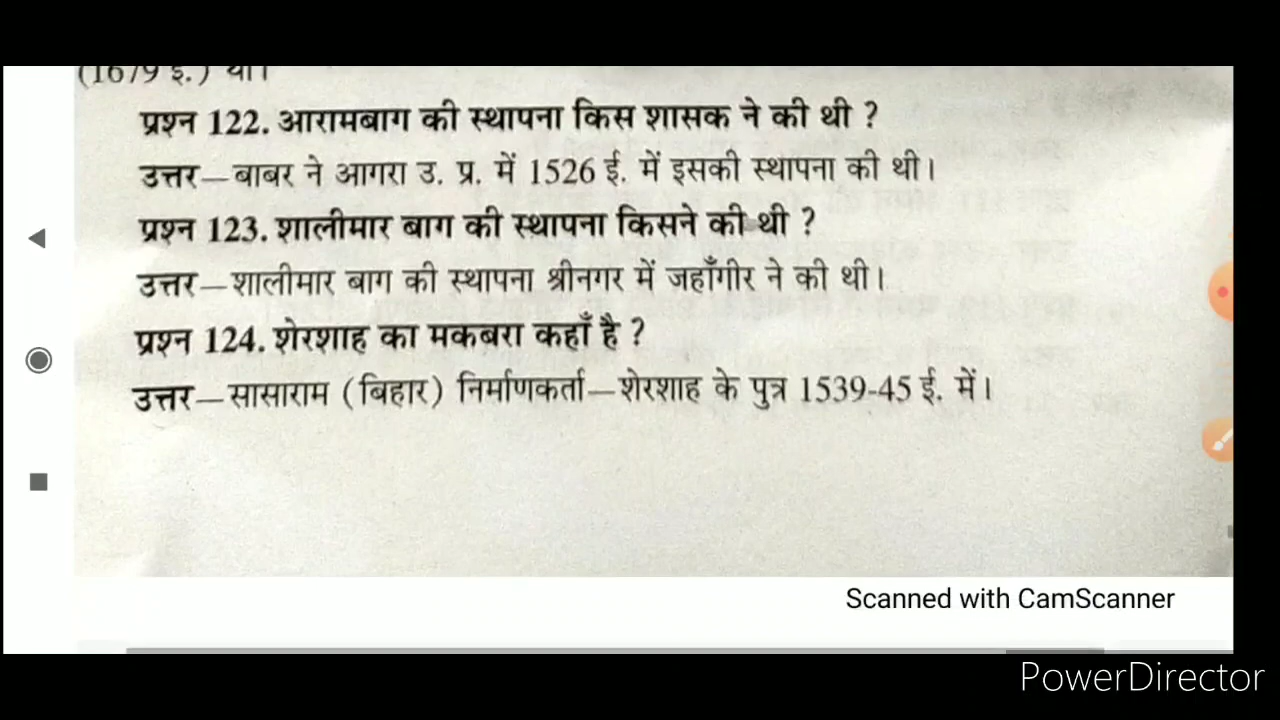 (1679 ई.) था।
प्रश्न 122. आरामबाग की स्थापना किस शासक ने की थी ?
उत्तर—बाबर ने आगरा उ. प्र. में 1526 ई. में इसकी स्थापना की थी।
प्रश्न 123. शालीमार बाग की स्थापना किसने की थी ?
उत्तर—शालीमार बाग की स्थापना श्रीनगर में जहाँगीर ने की थी।
प्रश्न 124. शेरशाह का मकबरा कहाँ है ?
उत्तर—सासाराम (बिहार) निर्माणकर्ता—शेरशाह के पुत्र 1539-45 ई. में।
Scanned with CamScanner
PowerDirector